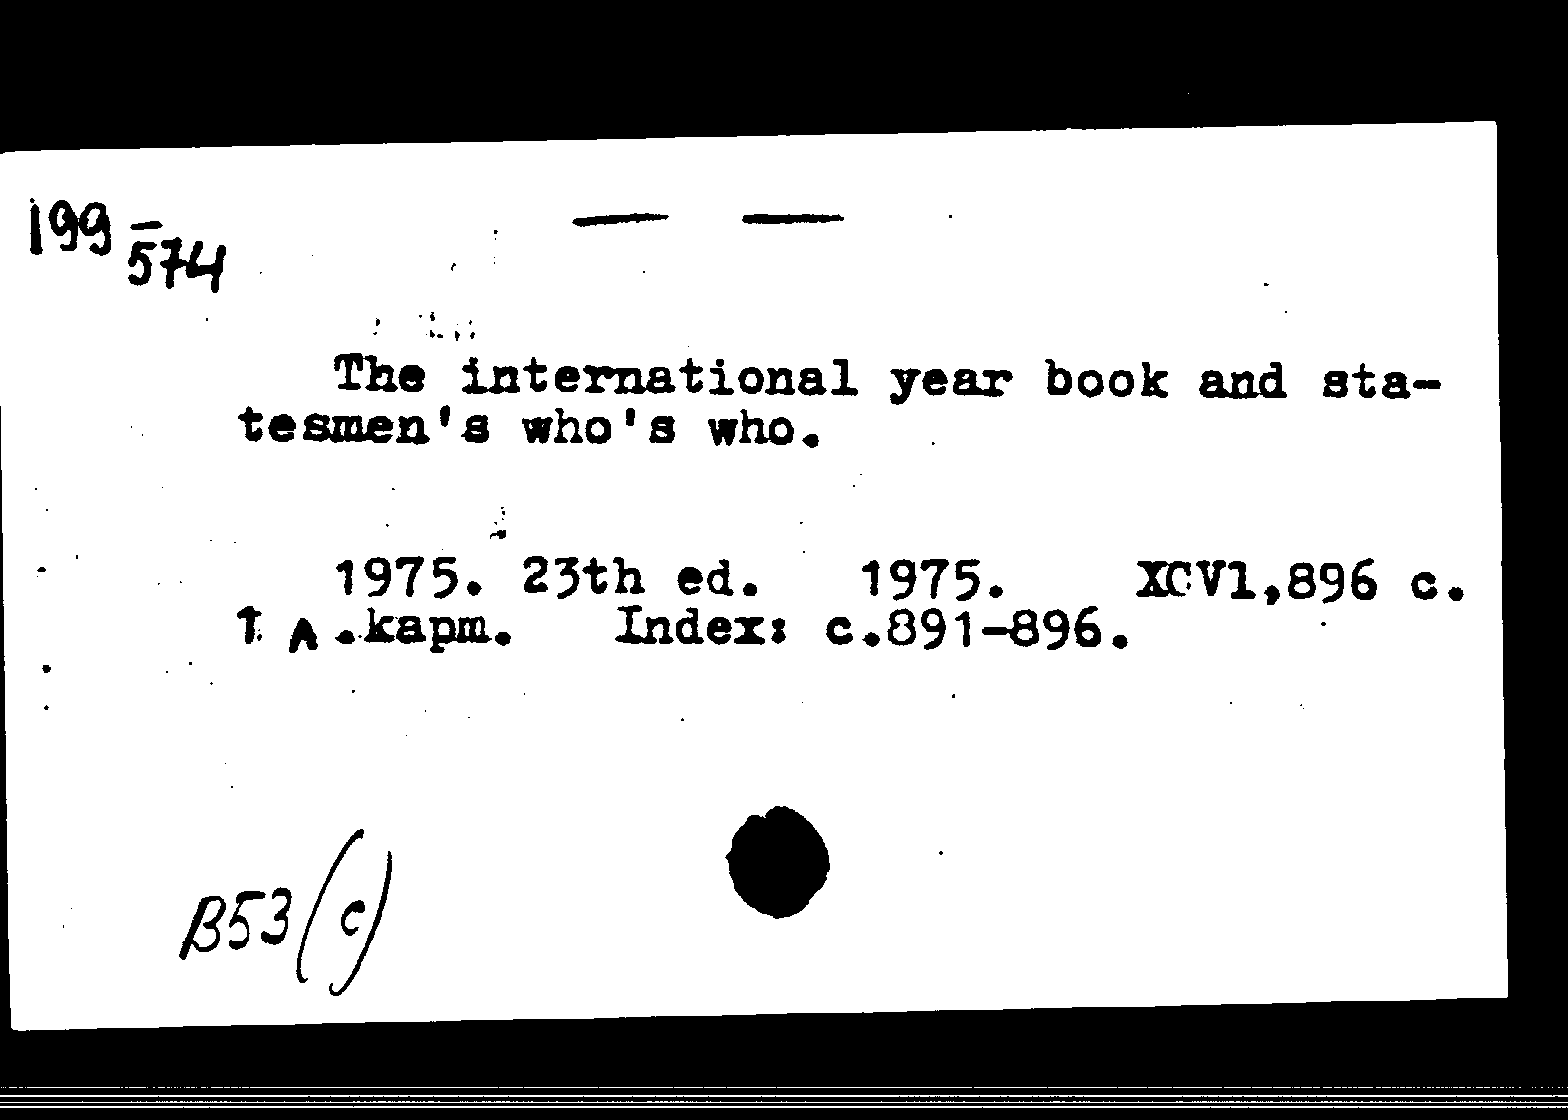 199
574
— —
The international year book and sta-
tesmen's who's who.
1975. 23th ed. 1975. XCV1,896 c.
1 л.карт. Index: c.891-896.
B53(c)